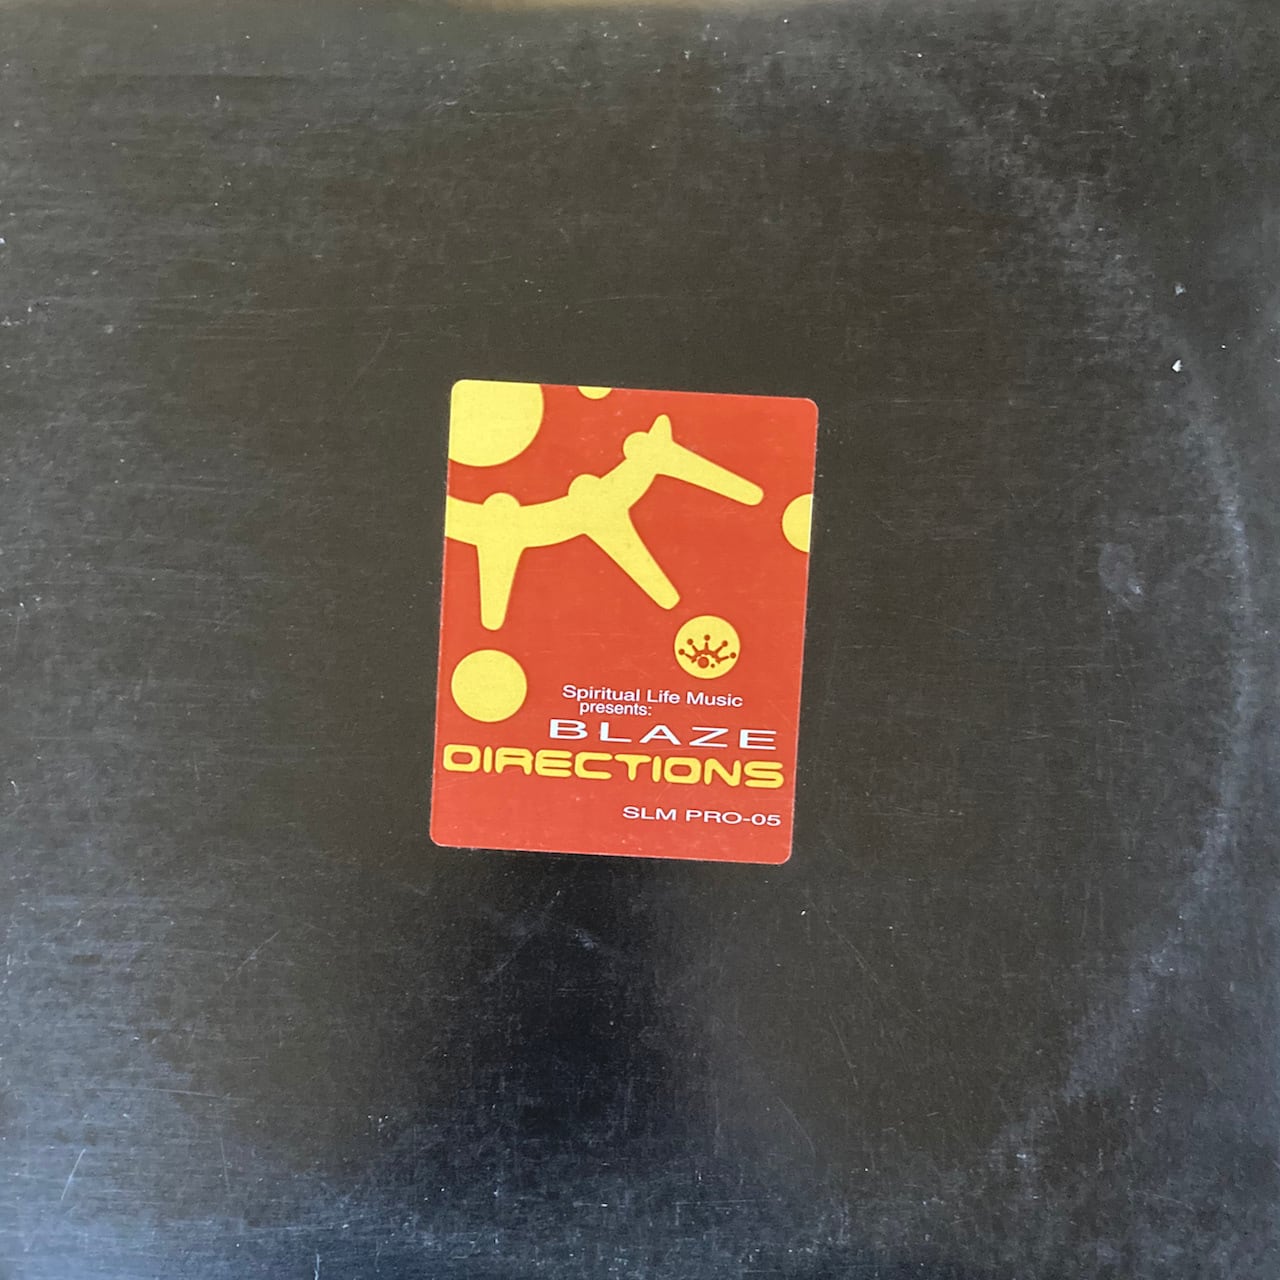 Spiritual Life Music
presents:
BLAZE
DIRECTIONS
SLM PRO-05